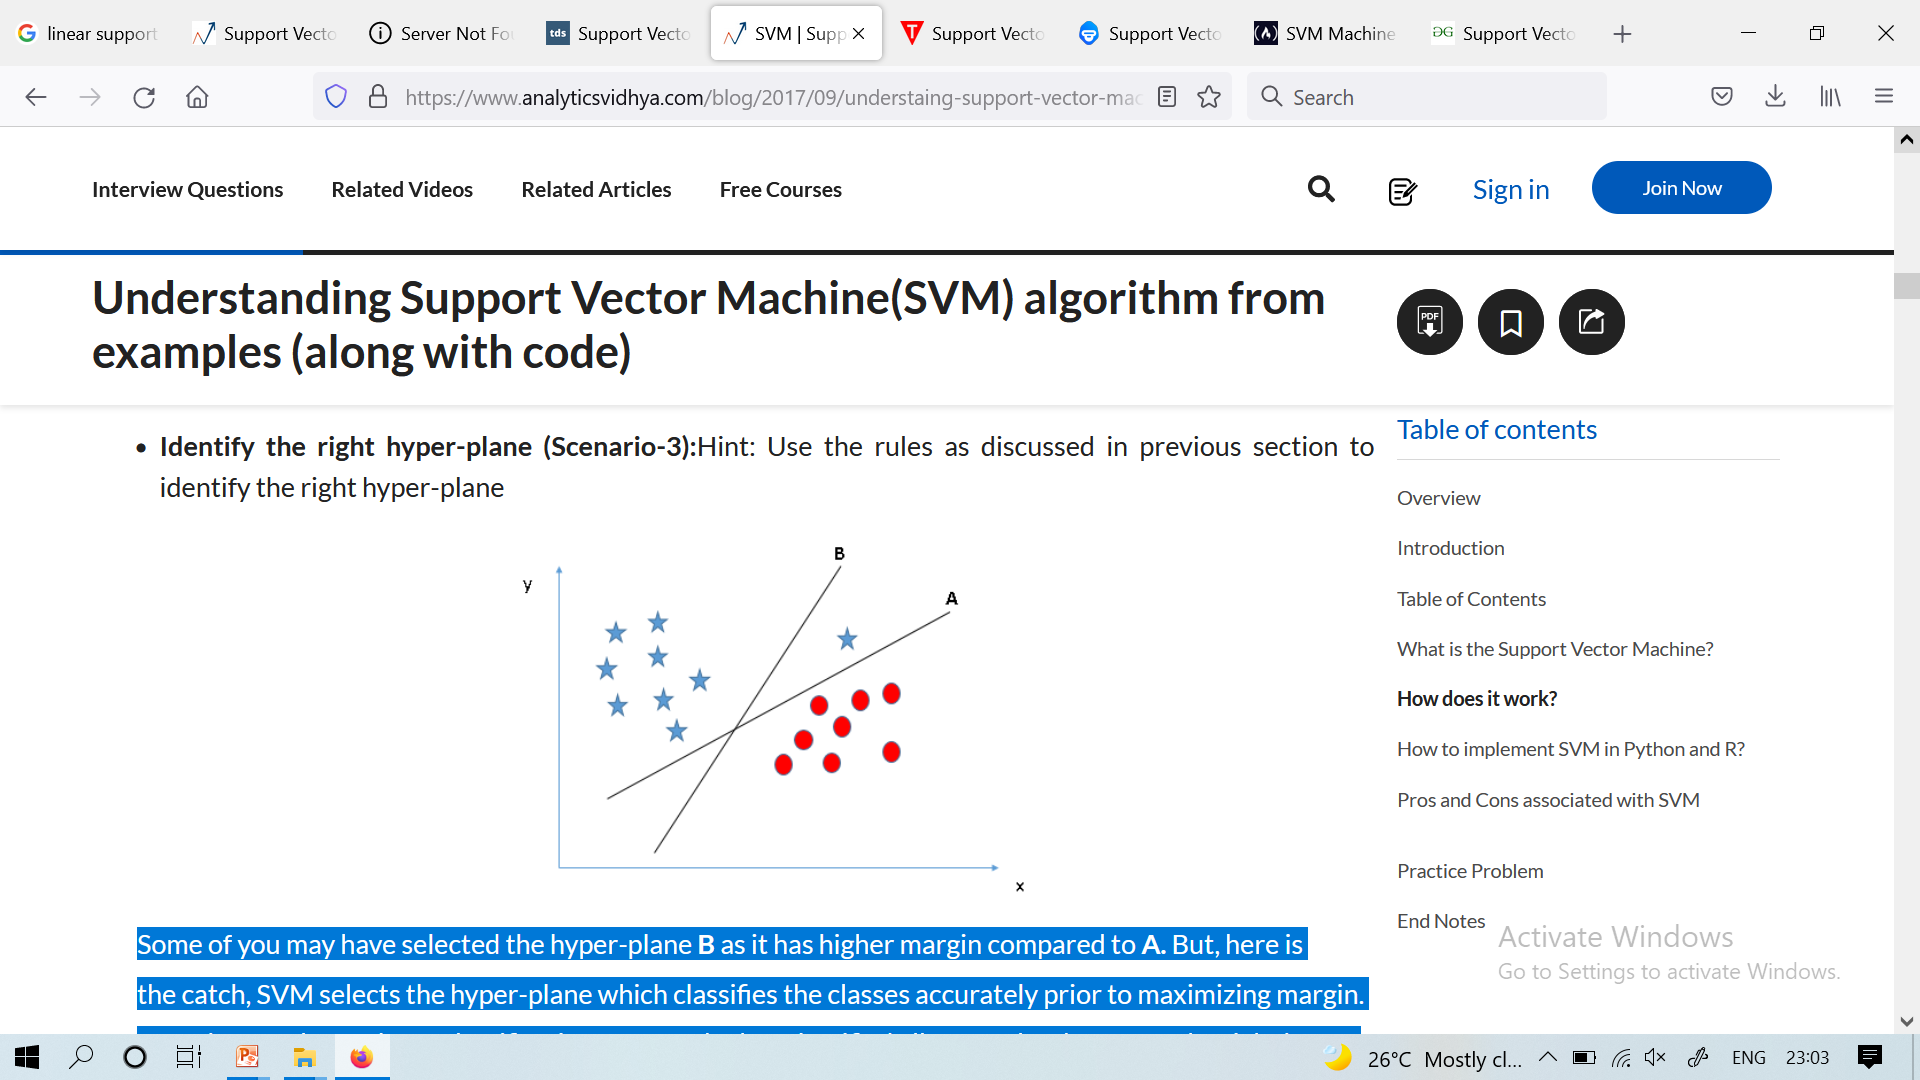 linear support
Support Vecto
Server Not Fo
tds
Support Vecto
SVM | Supp
Support Vecto
Support Vecto
SVM Machine
Support Vecto
https://www.analyticsvidhya.com/blog/2017/09/understaing-support-vector-mac
Search
Interview Questions
Related Videos
Related Articles
Free Courses
Sign in
Join Now
Understanding Support Vector Machine(SVM) algorithm from
examples (along with code)
PDF
• Identify the right hyper-plane (Scenario-3):Hint: Use the rules as discussed in previous section to
identify the right hyper-plane
B
y
A
x
Some of you may have selected the hyper-plane B as it has higher margin compared to A. But, here is
the catch, SVM selects the hyper-plane which classifies the classes accurately prior to maximizing margin.
Table of contents
Overview
Introduction
Table of Contents
What is the Support Vector Machine?
How does it work?
How to implement SVM in Python and R?
Pros and Cons associated with SVM
Practice Problem
End Notes
Activate Windows
Go to Settings to activate Windows.
26°C Mostly cl...
ENG
23:03